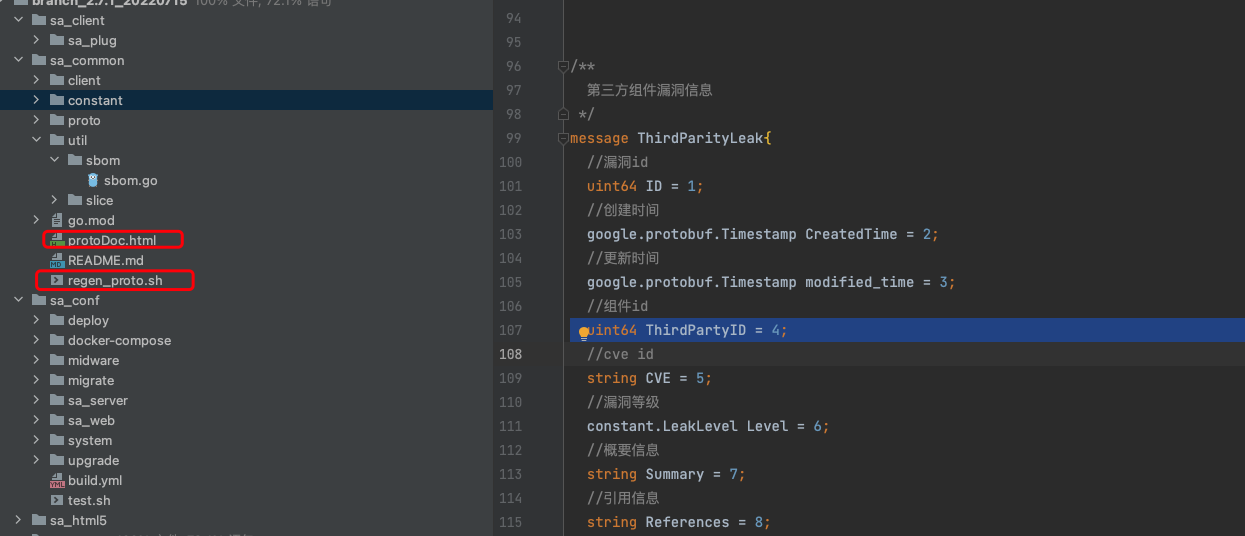 branch_2.7.1_20220715 100% 文件, 72.1% 语句
sa_client
sa_plug
sa_common
client
constant
proto
util
sbom
sbom.go
slice
go.mod
protoDoc.html
README.md
regen_proto.sh
sa_conf
deploy
docker-compose
midware
migrate
sa_server
sa_web
system
upgrade
build.yml
test.sh
sa_html5
94
95
96 /**
97 第三方组件漏洞信息
98 */
99 message ThirdParityLeak{
100 //漏洞id
101 uint64 ID = 1;
102 //创建时间
103 google.protobuf.Timestamp CreatedTime = 2;
104 //更新时间
105 google.protobuf.Timestamp modified_time = 3;
106 //组件id
107 uint64 ThirdPartyID = 4;
108 //cve id
109 string CVE = 5;
110 //漏洞等级
111 constant.LeakLevel Level = 6;
112 //概要信息
113 string Summary = 7;
114 //引用信息
115 string References = 8;